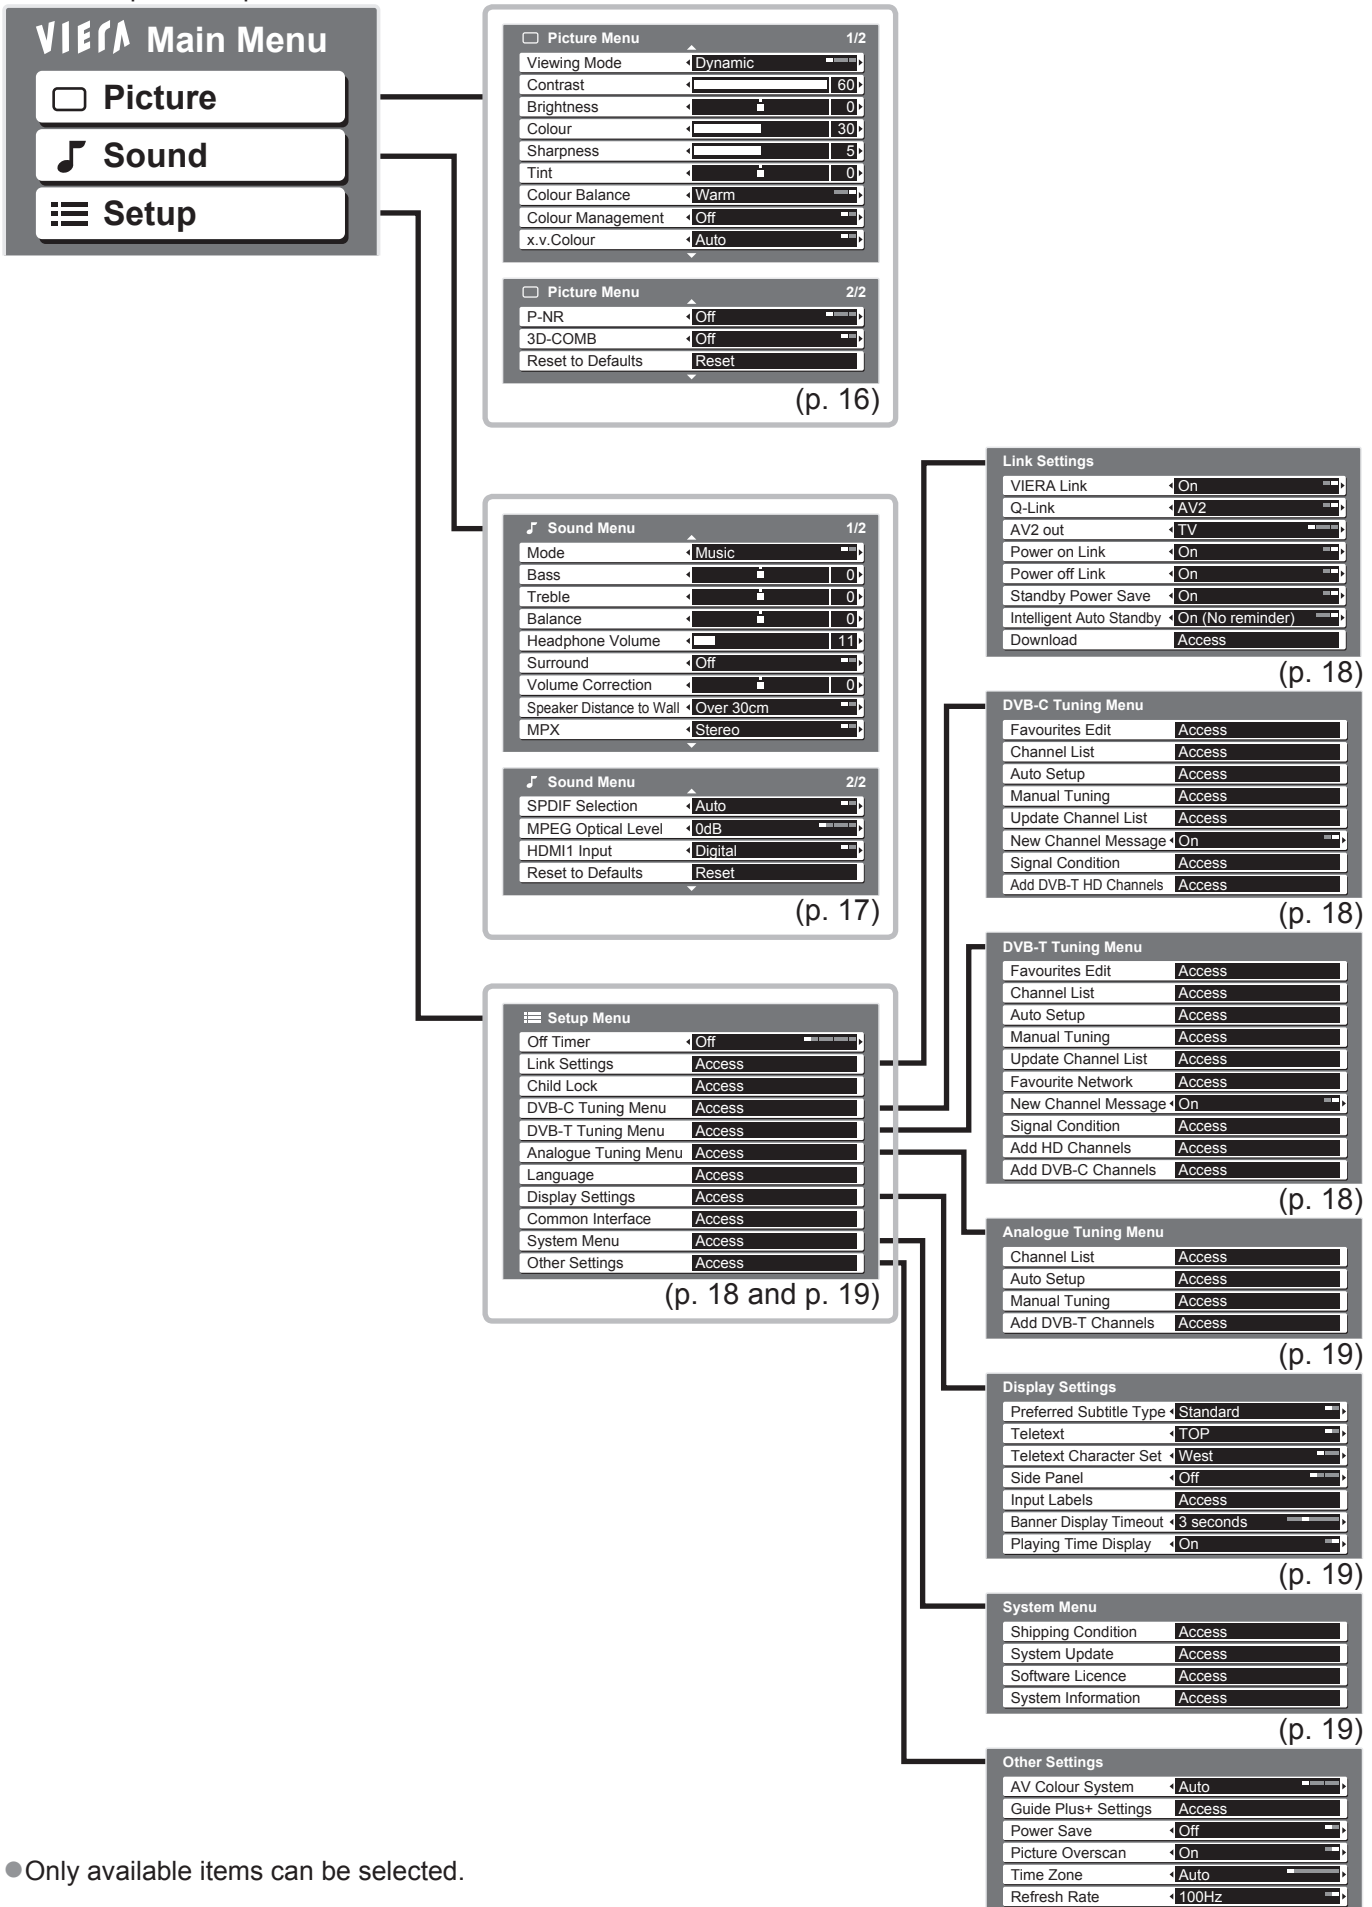 VIERA Main Menu
Picture
Sound
Setup
Picture Menu 1/2
Viewing Mode Dynamic
Contrast 60
Brightness 0
Colour 30
Sharpness 5
Tint 0
Colour Balance Warm
Colour Management Off
x.v.Colour Auto
Picture Menu 2/2
P-NR Off
3D-COMB Off
Reset to Defaults Reset
(p. 16)
Sound Menu 1/2
Mode Music
Bass 0
Treble 0
Balance 0
Headphone Volume 11
Surround Off
Volume Correction 0
Speaker Distance to Wall Over 30cm
MPX Stereo
Sound Menu 2/2
SPDIF Selection Auto
MPEG Optical Level 0dB
HDMI1 Input Digital
Reset to Defaults Reset
(p. 17)
Setup Menu
Off Timer Off
Link Settings Access
Child Lock Access
DVB-C Tuning Menu Access
DVB-T Tuning Menu Access
Analogue Tuning Menu Access
Language Access
Display Settings Access
Common Interface Access
System Menu Access
Other Settings Access
(p. 18 and p. 19)
Link Settings
VIERA Link On
Q-Link AV2
AV2 out TV
Power on Link On
Power off Link On
Standby Power Save On
Intelligent Auto Standby On (No reminder)
Download Access
(p. 18)
DVB-C Tuning Menu
Favourites Edit Access
Channel List Access
Auto Setup Access
Manual Tuning Access
Update Channel List Access
New Channel Message On
Signal Condition Access
Add DVB-T HD Channels Access
(p. 18)
DVB-T Tuning Menu
Favourites Edit Access
Channel List Access
Auto Setup Access
Manual Tuning Access
Update Channel List Access
Favourite Network Access
New Channel Message On
Signal Condition Access
Add HD Channels Access
Add DVB-C Channels Access
(p. 18)
Analogue Tuning Menu
Channel List Access
Auto Setup Access
Manual Tuning Access
Add DVB-T Channels Access
(p. 19)
Display Settings
Preferred Subtitle Type Standard
Teletext TOP
Teletext Character Set West
Side Panel Off
Input Labels Access
Banner Display Timeout 3 seconds
Playing Time Display On
(p. 19)
System Menu
Shipping Condition Access
System Update Access
Software Licence Access
System Information Access
(p. 19)
Other Settings
AV Colour System Auto
Guide Plus+ Settings Access
Power Save Off
Picture Overscan On
Time Zone Auto
Refresh Rate 100Hz
●Only available items can be selected.